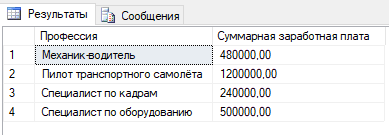 Результаты Сообщения
Профессия Суммарная заработная плата
1 Механик-водитель 480000,00
2 Пилот транспортного самолёта 1200000,00
3 Специалист по кадрам 240000,00
4 Специалист по оборудованию 500000,00